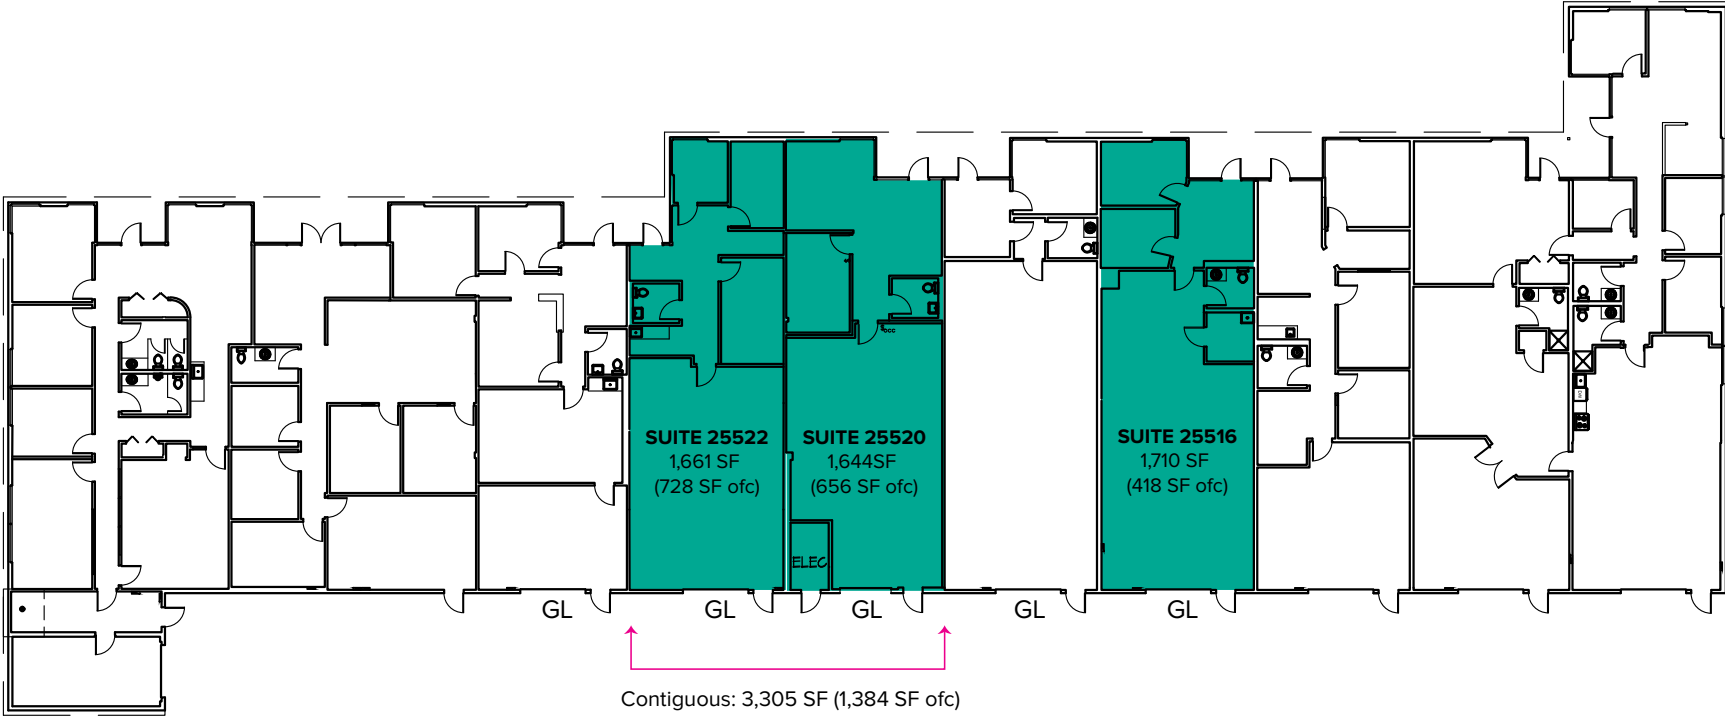 SUITE 25522
1,661 SF
(728 SF ofc)
SUITE 25520
1,644SF
(656 SF ofc)
SUITE 25516
1,710 SF
(418 SF ofc)
ELEC
GL
GL
GL
GL
GL
Contiguous: 3,305 SF (1,384 SF ofc)